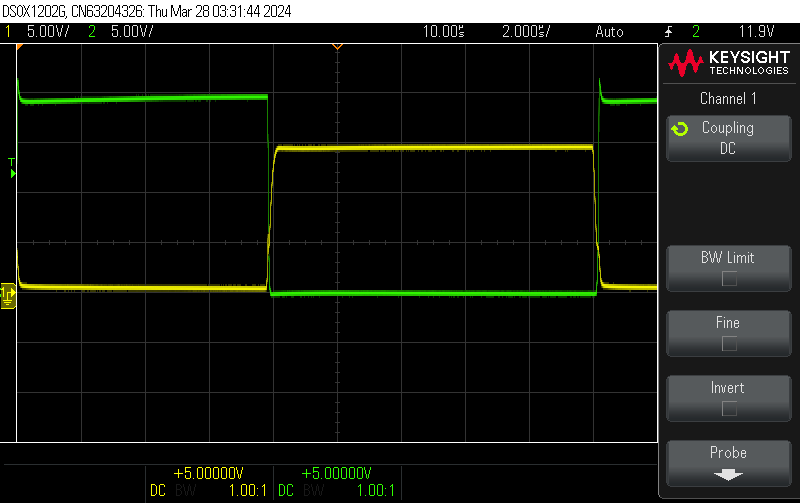 DSOX1202G, CN63204326: Thu Mar 28 03:31:44 2024
1 5.00V/ 2 5.00V/ 10.00s 2.000s/ Auto 2 11.9V
KEYSIGHT
TECHNOLOGIES
Channel 1
Coupling
DC
T
BW Limit
1
Fine
Invert
Probe
+5.00000V +5.00000V
DC BW 1.00:1 DC BW 1.00:1